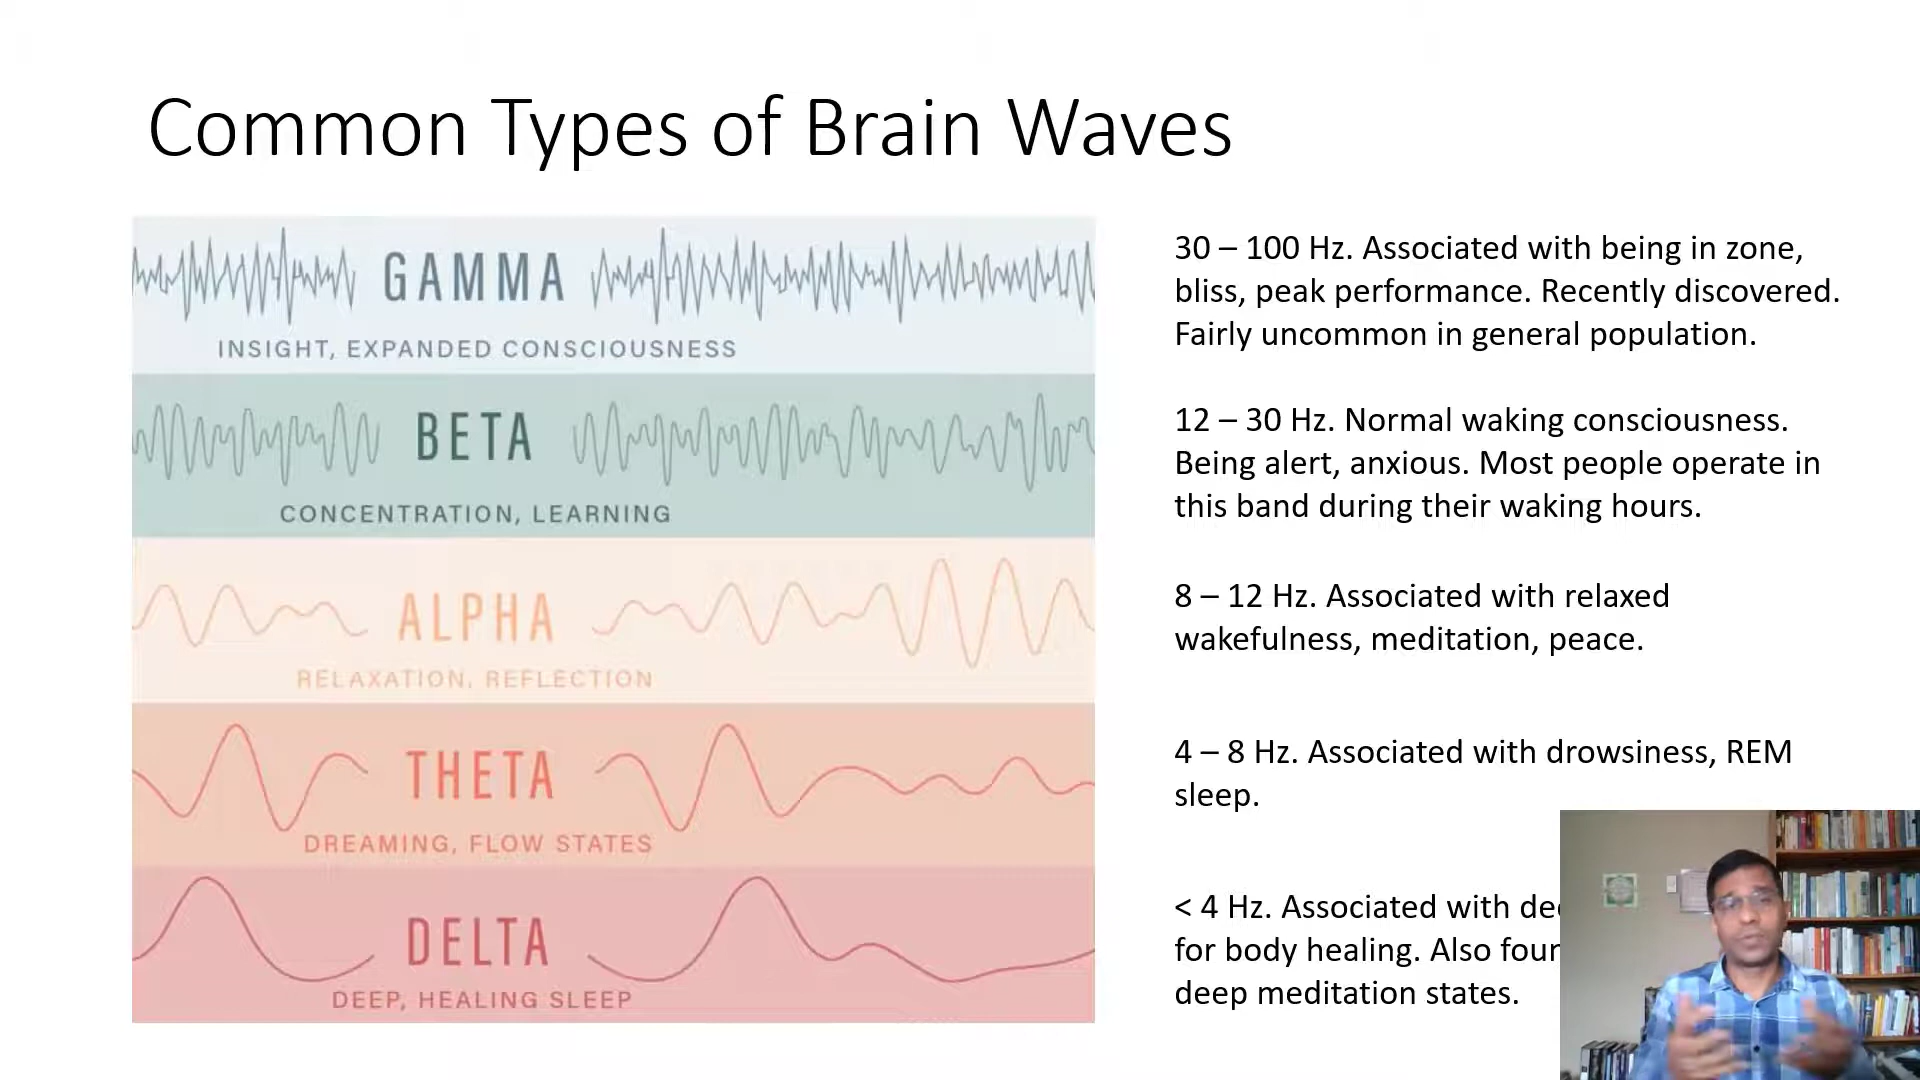 Common Types of Brain Waves
GAMMA
INSIGHT, EXPANDED CONSCIOUSNESS
30 – 100 Hz. Associated with being in zone,
bliss, peak performance. Recently discovered.
Fairly uncommon in general population.
BETA
CONCENTRATION, LEARNING
12 – 30 Hz. Normal waking consciousness.
Being alert, anxious. Most people operate in
this band during their waking hours.
ALPHA
RELAXATION, REFLECTION
8 – 12 Hz. Associated with relaxed
wakefulness, meditation, peace.
THETA
DREAMING, FLOW STATES
4 – 8 Hz. Associated with drowsiness, REM
sleep.
DELTA
DEEP, HEALING SLEEP
< 4 Hz. Associated with
for body healing. Also
deep meditation states.